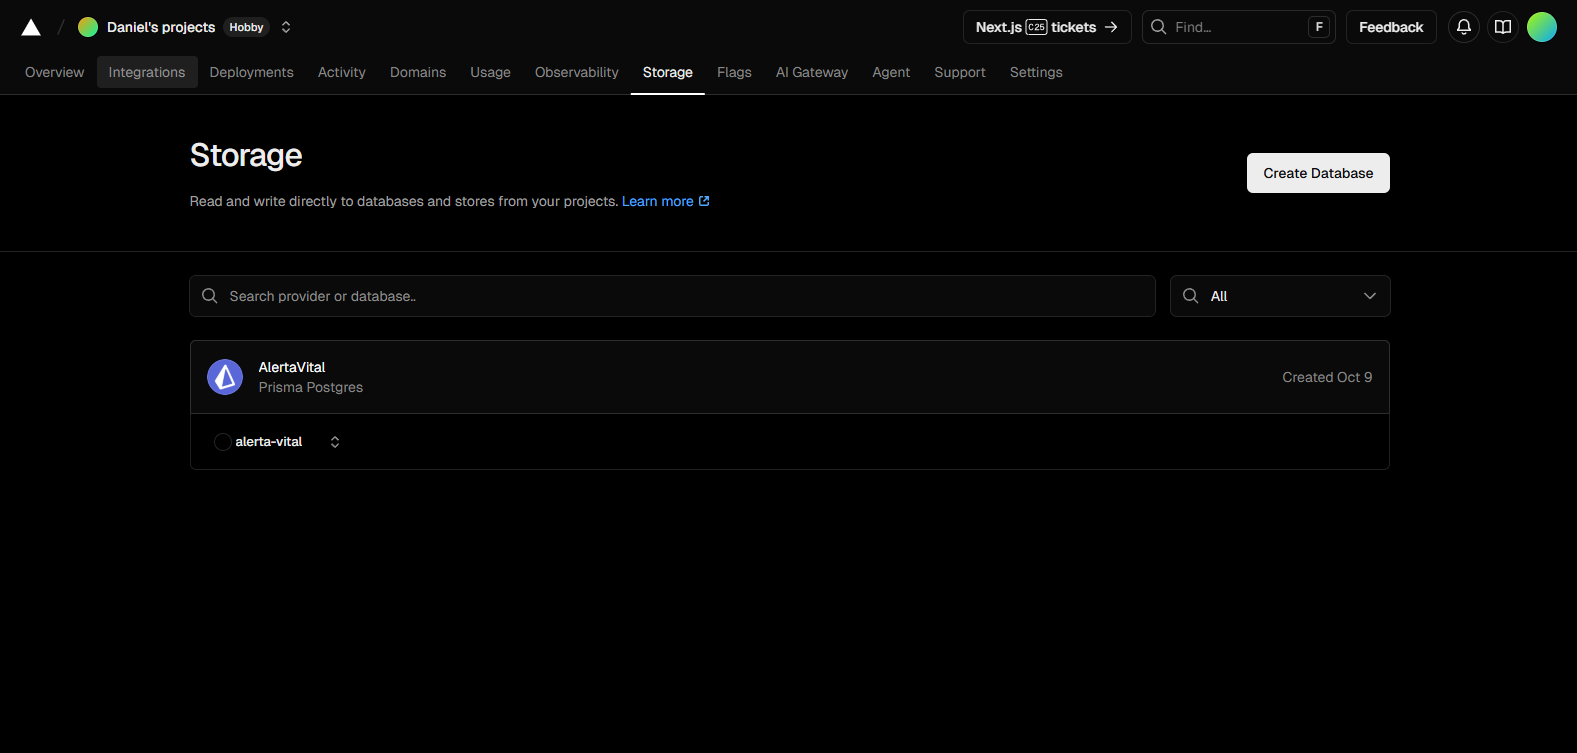 Daniel's projects Hobby
Next.js C25 tickets →
Find... F
Feedback
Overview Integrations Deployments Activity Domains Usage Observability Storage Flags AI Gateway Agent Support Settings
Storage
Create Database
Read and write directly to databases and stores from your projects. Learn more
Search provider or database..
All
AlertaVital
Prisma Postgres
Created Oct 9
alerta-vital